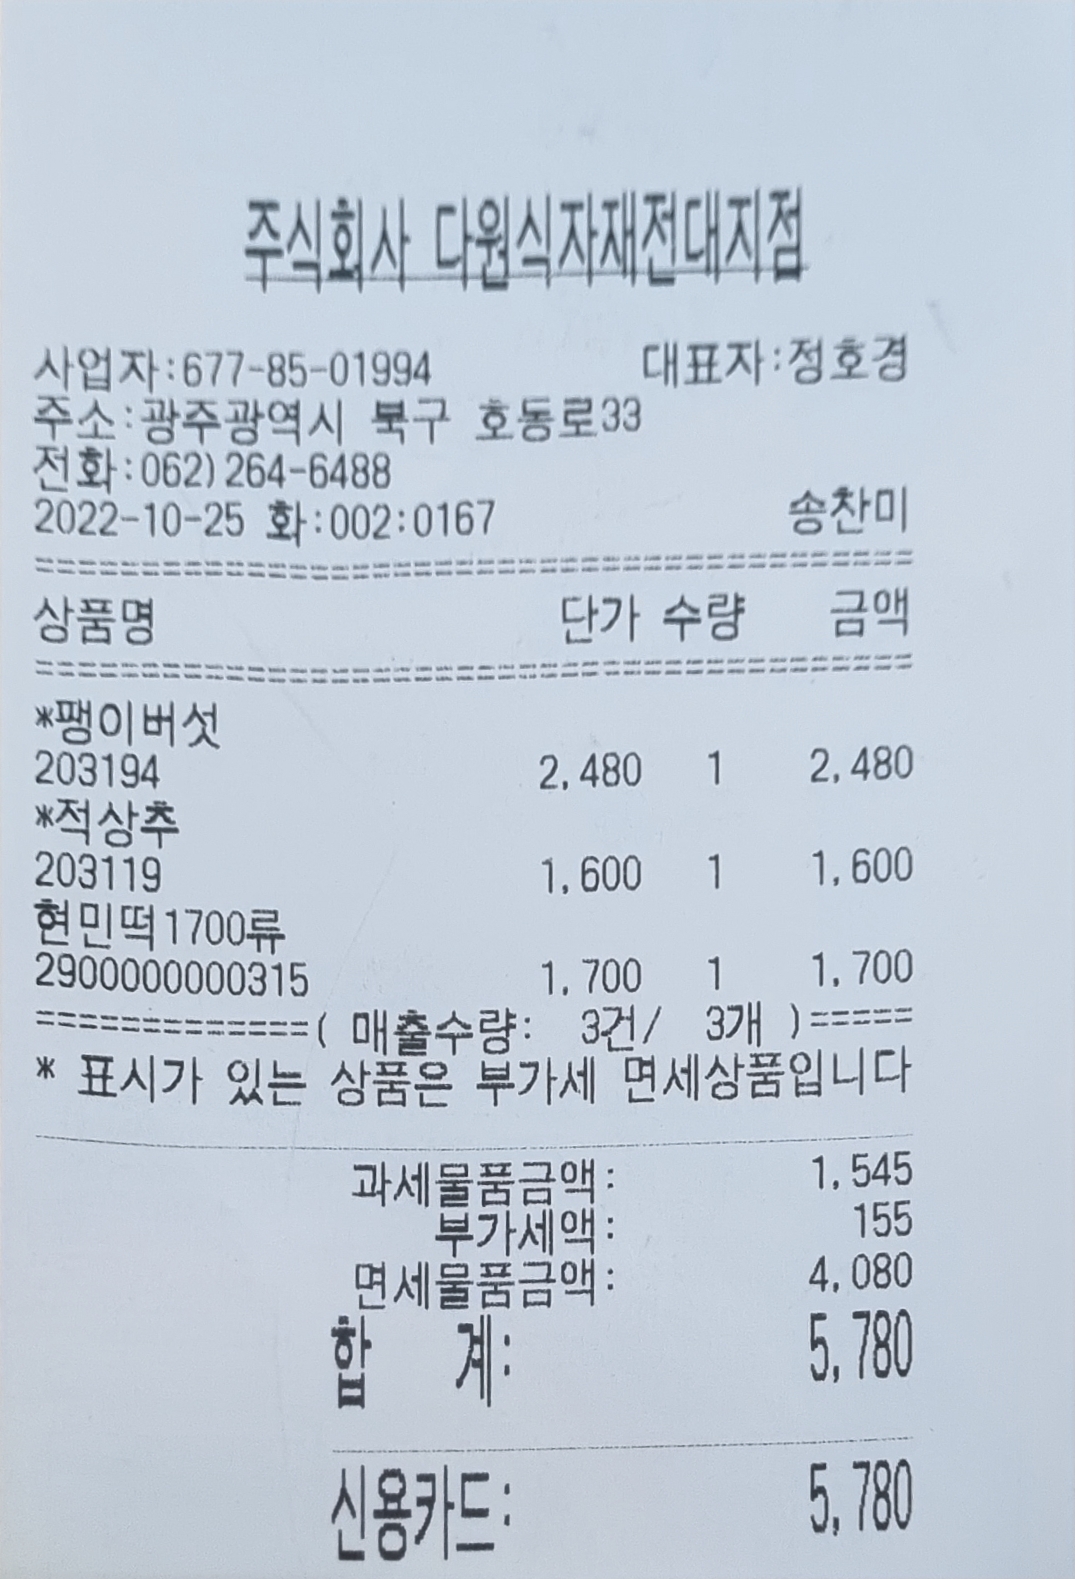 주식회사 다원식자재전대지점
사업자:677-85-01994 대표자:정호경
주소:광주광역시 북구 호동로33
전화:062)264-6488
2022-10-25 화:002:0167 송찬미
상품명 단가 수량 금액
*팽이버섯
203194 2,480 1 2,480
*적상추
203119 1,600 1 1,600
현민떡1700류
2900000000315 1,700 1 1,700
=============( 매출수량: 3건/ 3개 )=====
* 표시가 있는 상품은 부가세 면세상품입니다
과세물품금액: 1,545
부가세액: 155
면세물품금액: 4,080
합 계: 5,780
신용카드: 5,780